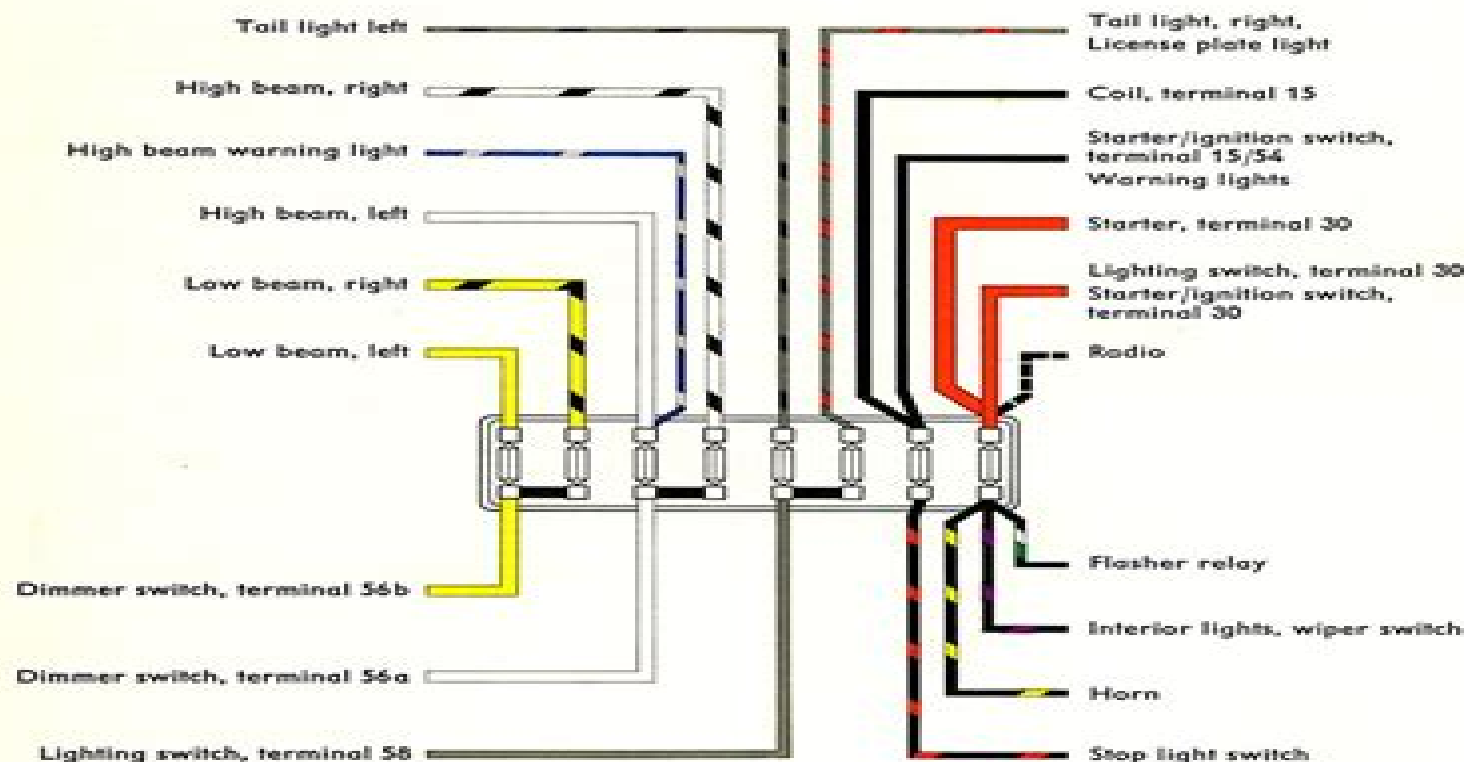 Tail light left
High beam, right
High beam warning light
High beam, left
Low beam, right
Low beam, left
Dimmer switch, terminal 56b
Dimmer switch, terminal 56a
Lighting switch, terminal 58
Tail light, right,
License plate light
Coil, terminal 15
Starter/ignition switch,
terminal 15/54
Warning lights
Starter, terminal 30
Lighting switch, terminal 30
Starter/ignition switch,
terminal 30
Radio
Flasher relay
Interior lights, wiper switch
Horn
Stop light switch